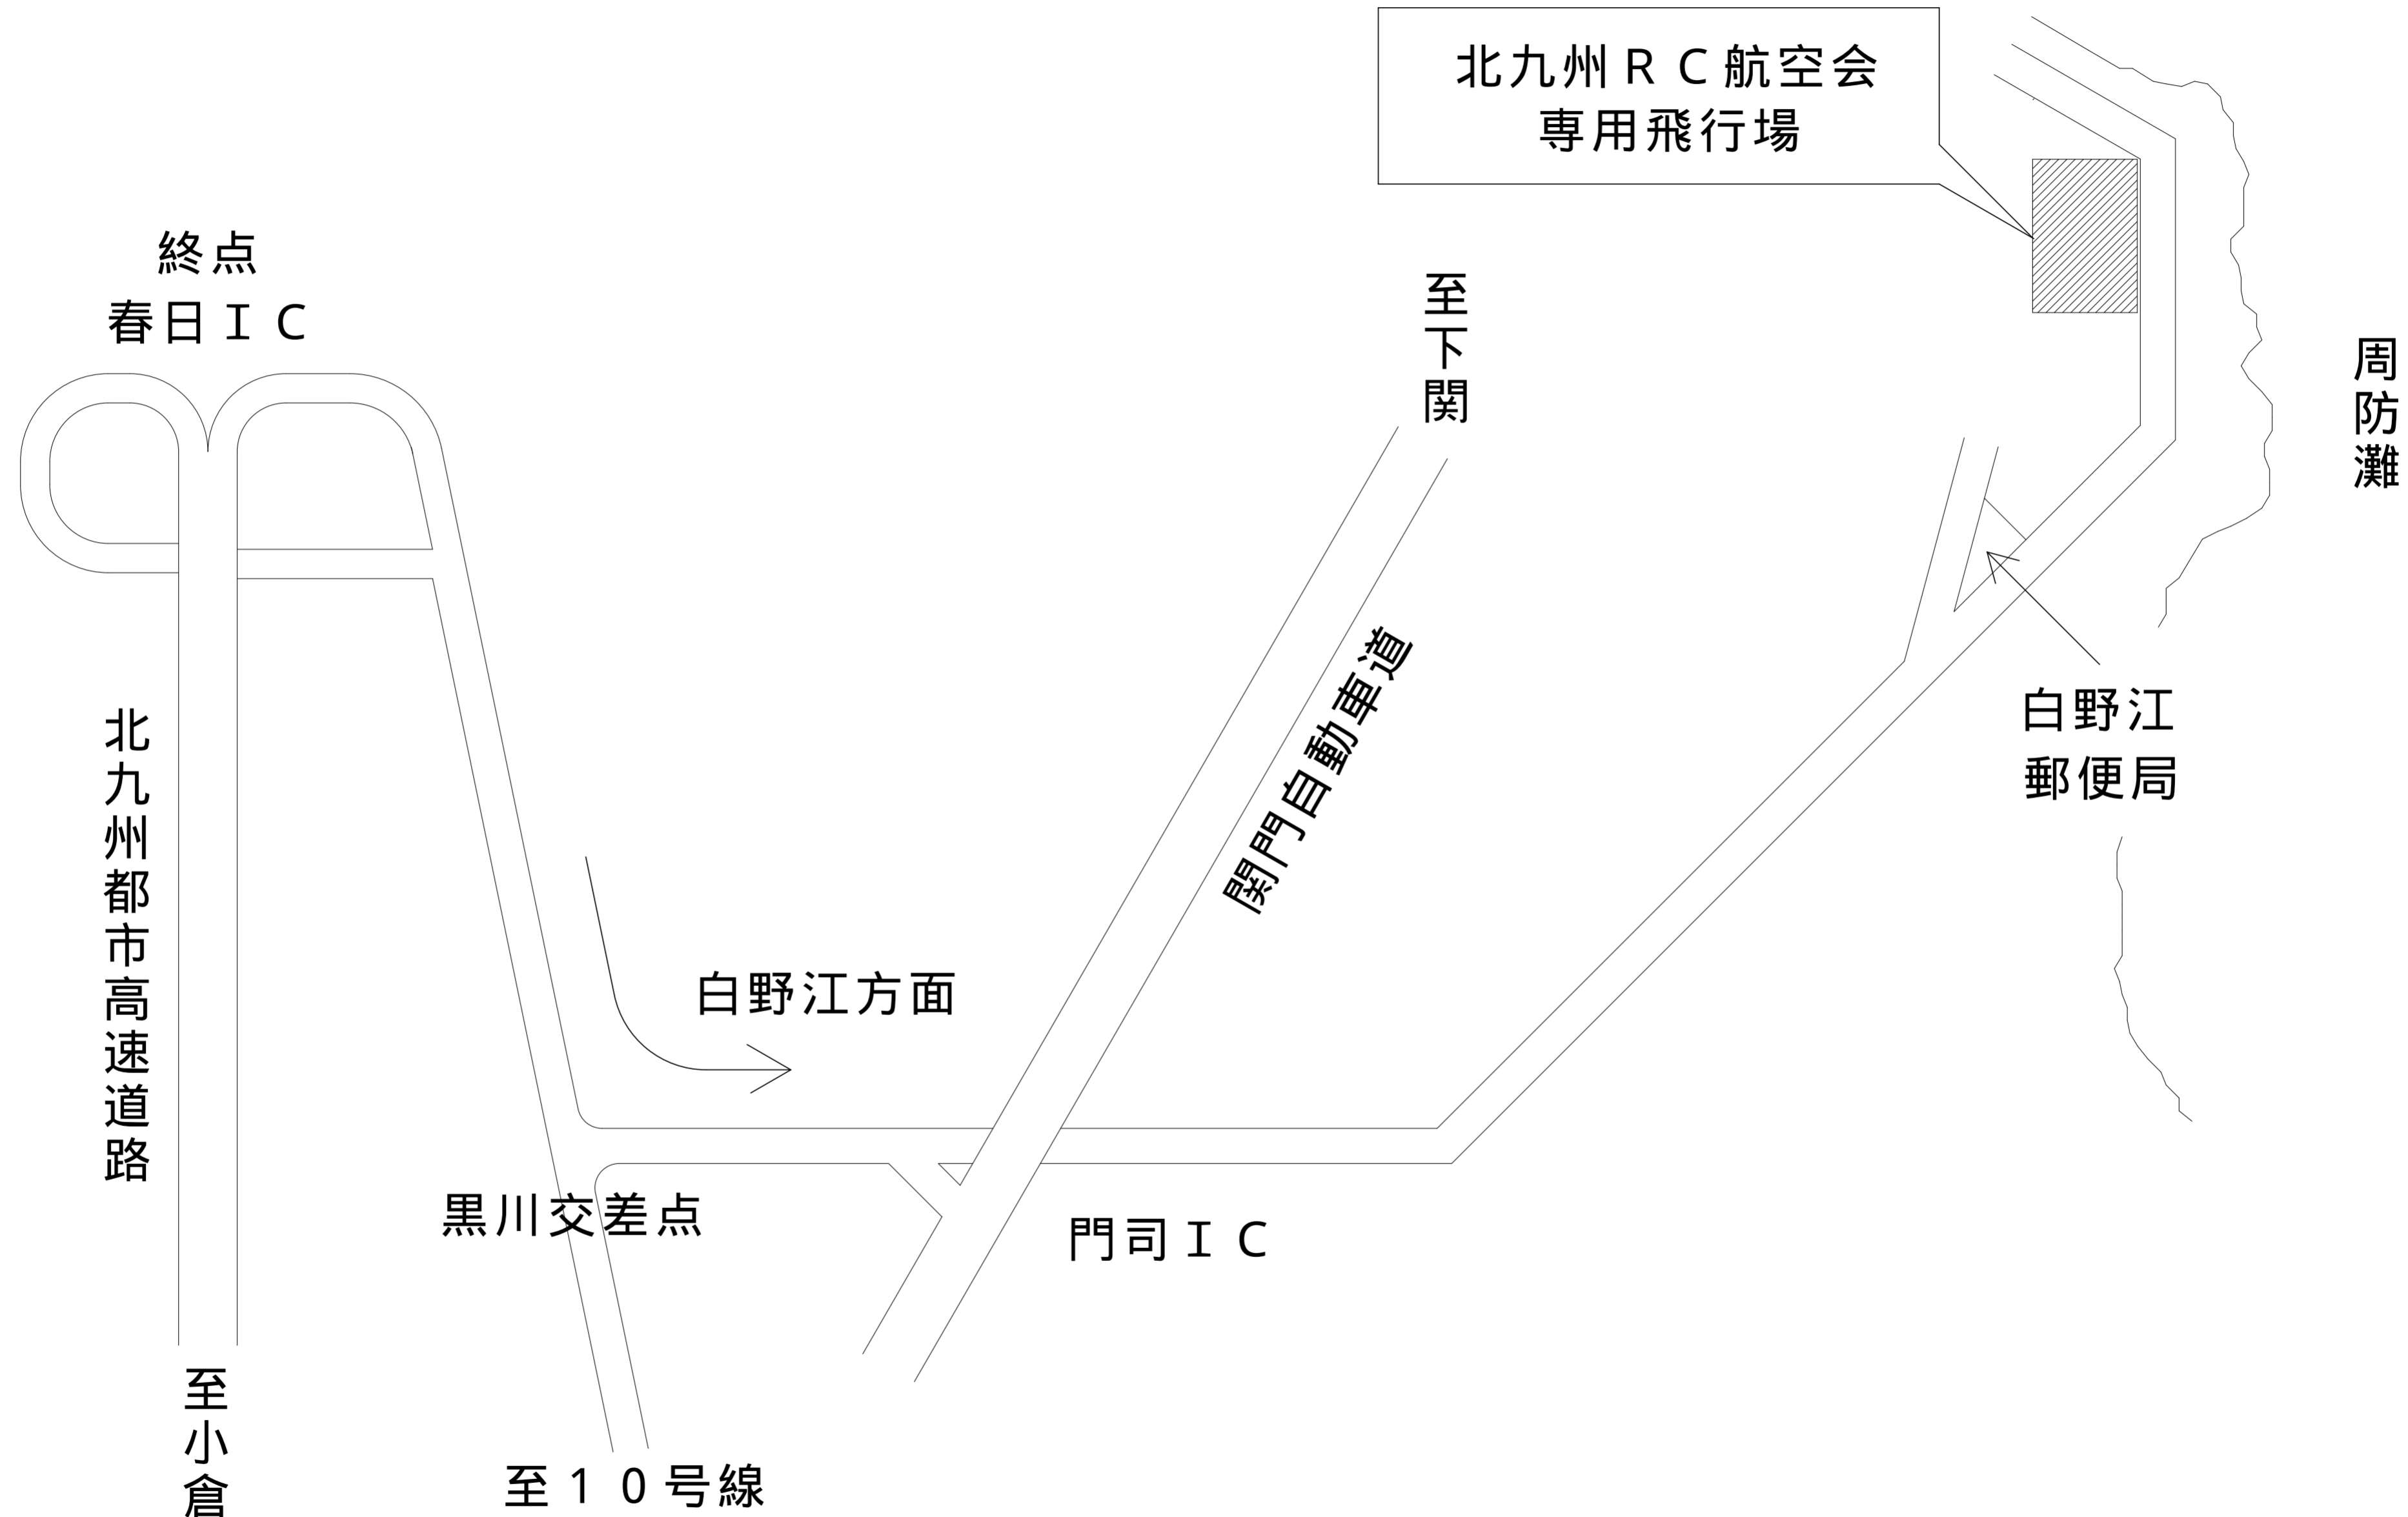 北九州ＲＣ航空会
専用飛行場
終点
春日ＩＣ
至下関
周防灘
関門自動車道
白野江
郵便局
北九州都市高速道路
白野江方面
黒川交差点
門司ＩＣ
至小倉
至１０号線